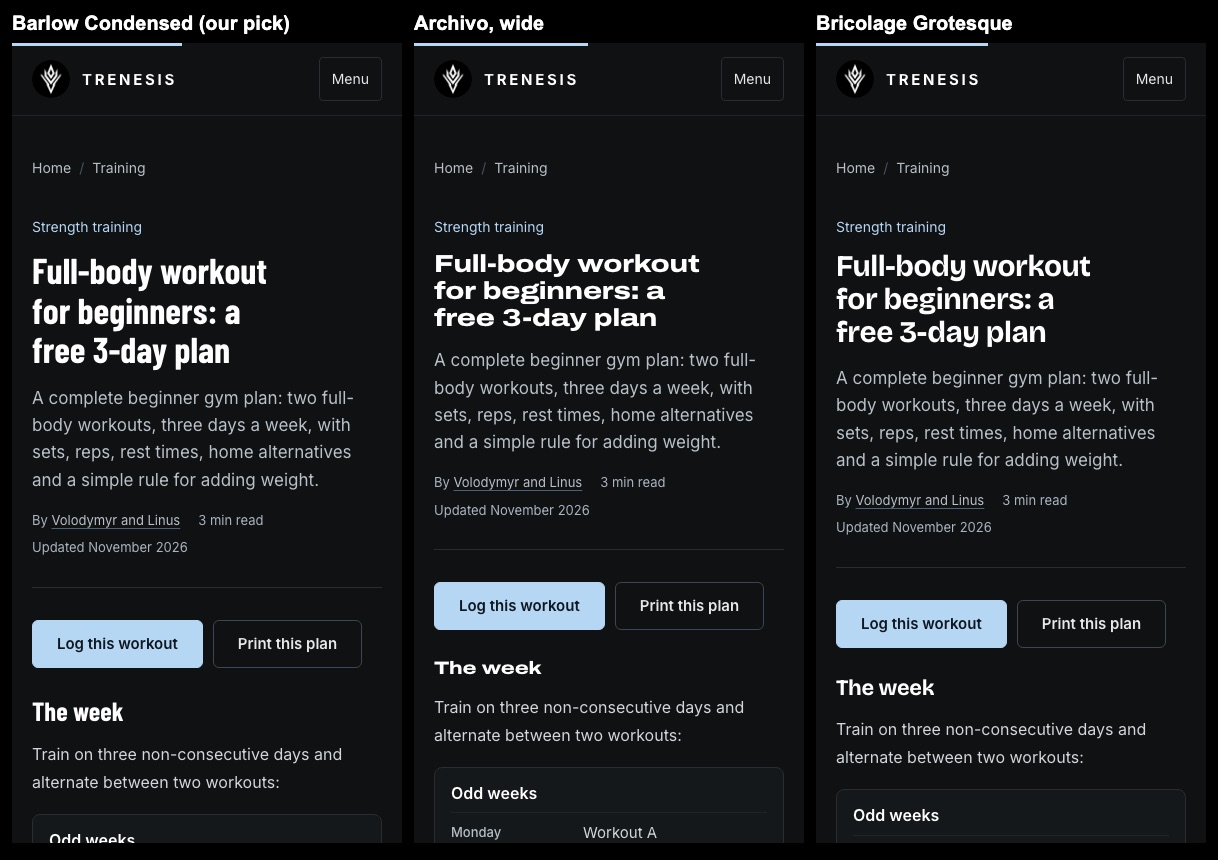 Barlow Condensed (our pick)
TRENESIS
Menu
Home / Training
Strength training
Full-body workout
for beginners: a
free 3-day plan
A complete beginner gym plan: two full-
body workouts, three days a week, with
sets, reps, rest times, home alternatives
and a simple rule for adding weight.
By Volodymyr and Linus 3 min read
Updated November 2026
Log this workout
Print this plan
The week
Train on three non-consecutive days and
alternate between two workouts:
Odd weeks
Archivo, wide
TRENESIS
Menu
Home / Training
Strength training
Full-body workout
for beginners: a
free 3-day plan
A complete beginner gym plan: two full-
body workouts, three days a week, with
sets, reps, rest times, home alternatives
and a simple rule for adding weight.
By Volodymyr and Linus 3 min read
Updated November 2026
Log this workout
Print this plan
The week
Train on three non-consecutive days and
alternate between two workouts:
Odd weeks
Monday Workout A
Bricolage Grotesque
TRENESIS
Menu
Home / Training
Strength training
Full-body workout
for beginners: a
free 3-day plan
A complete beginner gym plan: two full-
body workouts, three days a week, with
sets, reps, rest times, home alternatives
and a simple rule for adding weight.
By Volodymyr and Linus 3 min read
Updated November 2026
Log this workout
Print this plan
The week
Train on three non-consecutive days and
alternate between two workouts:
Odd weeks